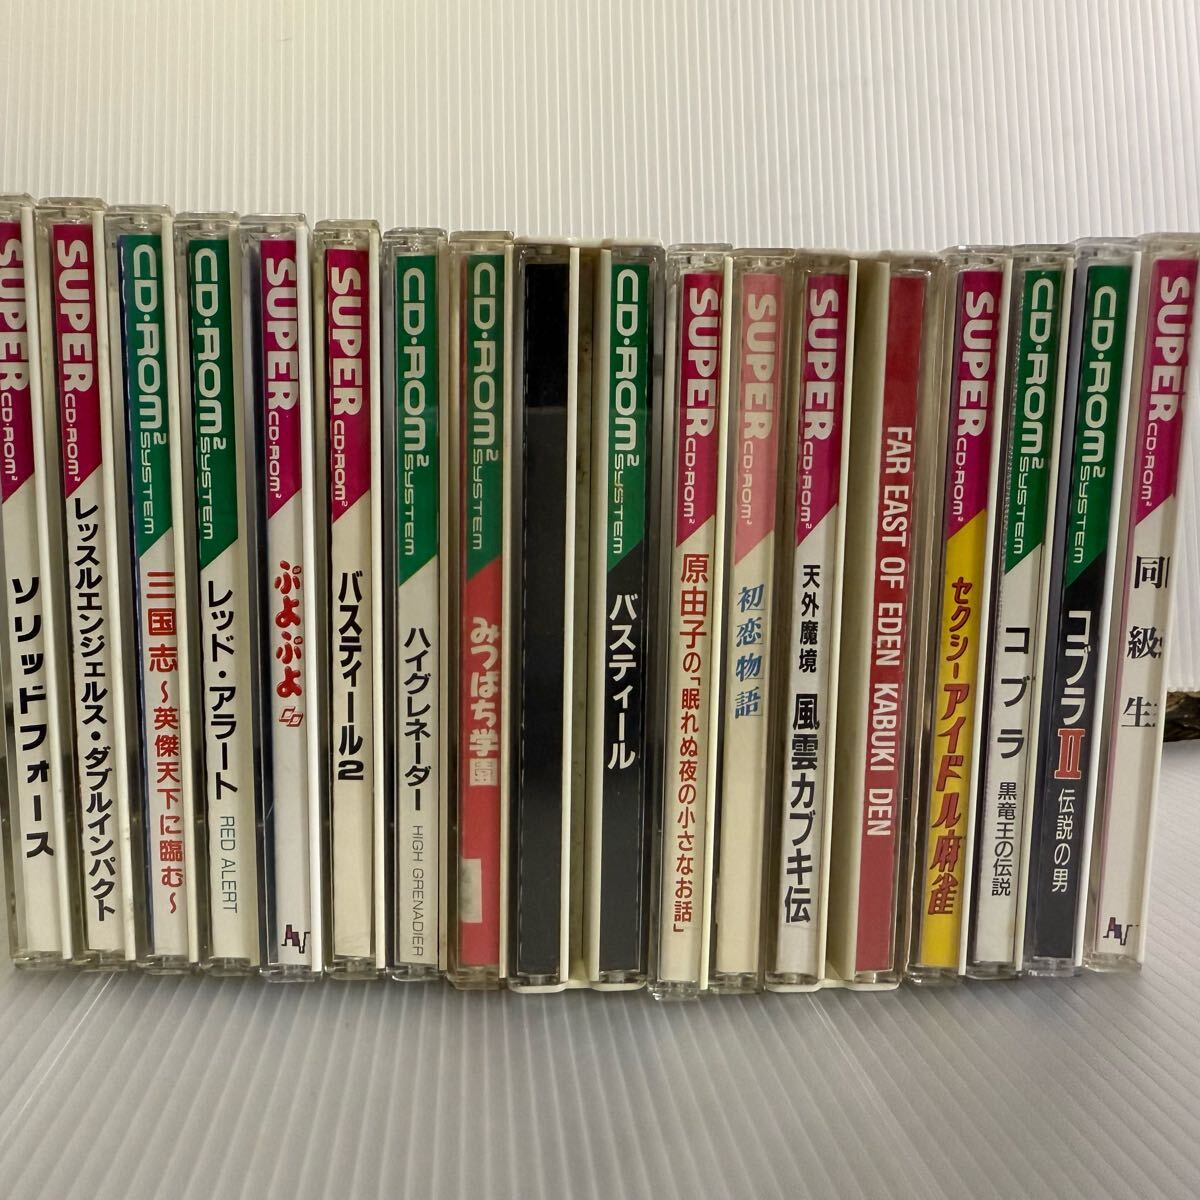 SUPER CD-ROM²
ソリッドフォース
SUPER CD-ROM²
レッスルエンジェルス・ダブルインパクト
CD-ROM² SYSTEM
三国志～英傑天下に臨む～
CD-ROM² SYSTEM
レッド・アラート RED ALERT
SUPER CD-ROM²
ぷよぷよ CD
SUPER CD-ROM²
バスティール2
CD-ROM² SYSTEM
ハイグレネーダー HIGH GRENADIER
CD-ROM² SYSTEM
みつばち学園
CD-ROM² SYSTEM
バスティール
SUPER CD-ROM²
原由子の「眠れぬ夜の小さなお話」
SUPER CD-ROM²
初恋物語
SUPER CD-ROM²
天外魔境 風雲カブキ伝
FAR EAST OF EDEN KABUKI DEN
SUPER CD-ROM²
セクシーアイドル麻雀
CD-ROM² SYSTEM
コブラ 黒竜王の伝説
CD-ROM² SYSTEM
コブラII 伝説の男
SUPER CD-ROM²
同級生